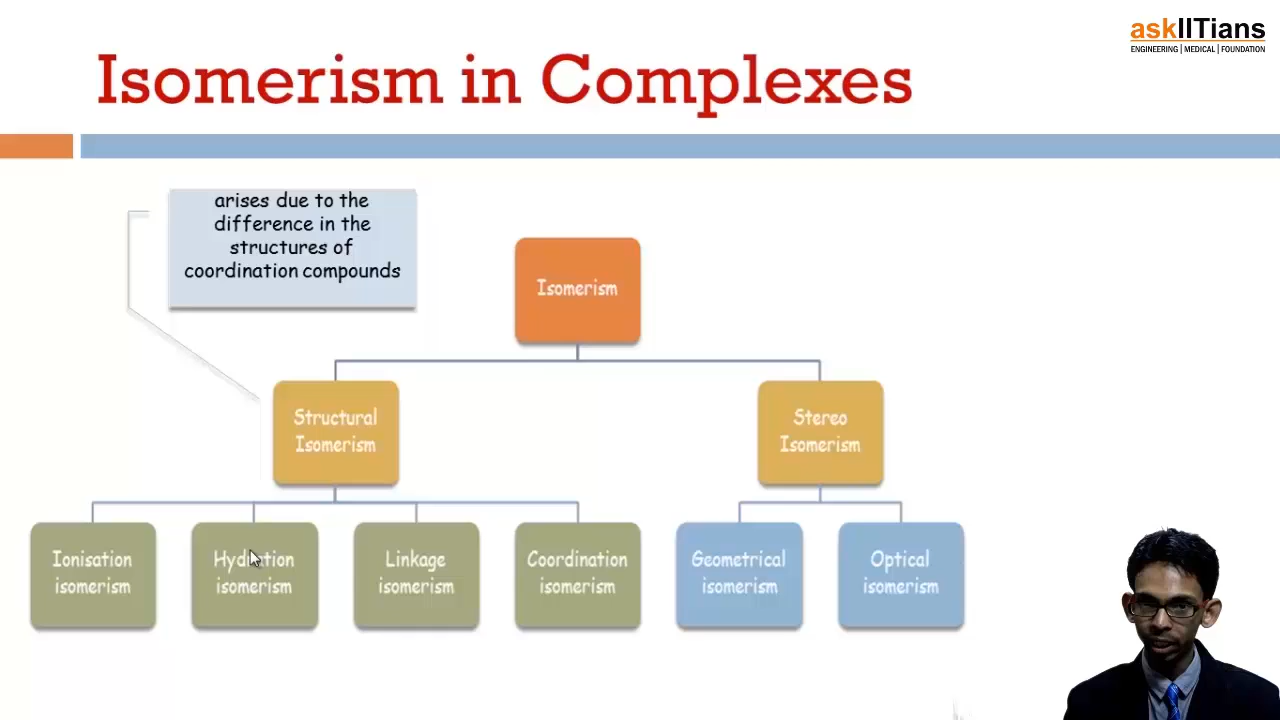 askIITians
ENGINEERING | MEDICAL | FOUNDATION
Isomerism in Complexes
arises due to the
difference in the
structures of
coordination compounds
Isomerism
Structural
Isomerism
Stereo
Isomerism
Ionisation
isomerism
Hydration
isomerism
Linkage
isomerism
Coordination
isomerism
Geometrical
isomerism
Optical
isomerism